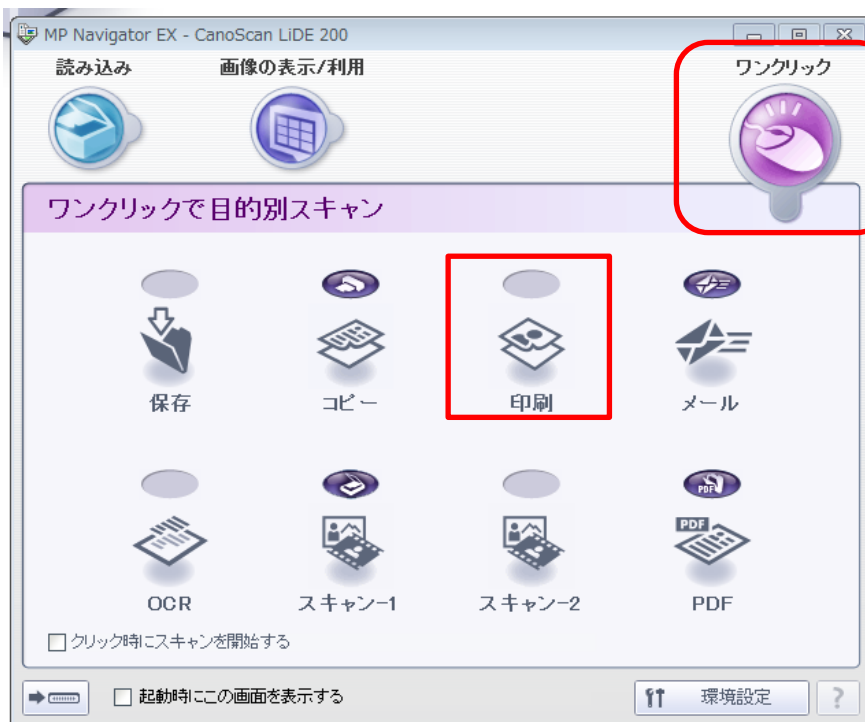 MP Navigator EX - CanoScan LiDE 200
読み込み
画像の表示/利用
ワンクリック
ワンクリックで目的別スキャン
保存
コピー
印刷
メール
PDF
PDF
OCR
スキャン-1
スキャン-2
PDF
クリック時にスキャンを開始する
起動時にこの画面を表示する
環境設定
?